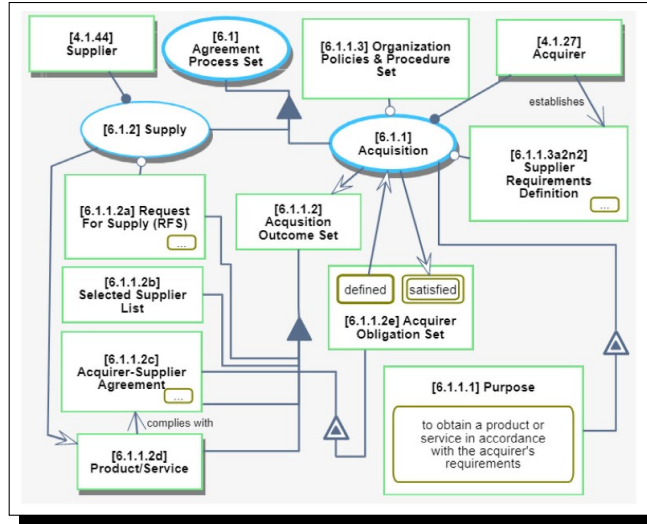 [4.1.44]
Supplier
[6.1]
Agreement
Process Set
[6.1.1.3] Organization
Policies & Procedure
Set
[4.1.27]
Acquirer
establishes
[6.1.2] Supply
[6.1.1]
Acquisition
[6.1.1.3a2n2]
Supplier
Requirements
Definition
...
[6.1.1.2a] Request
For Supply (RFS)
...
[6.1.1.2]
Acqusition
Outcome Set
[6.1.1.2b]
Selected Supplier
List
defined
satisfied
[6.1.1.2e] Acquirer
Obligation Set
[6.1.1.2c]
Acquirer-Supplier
Agreement
...
complies with
[6.1.1.2d]
Product/Service
[6.1.1.1] Purpose
to obtain a product or
service in accordance
with the acquirer's
requirements